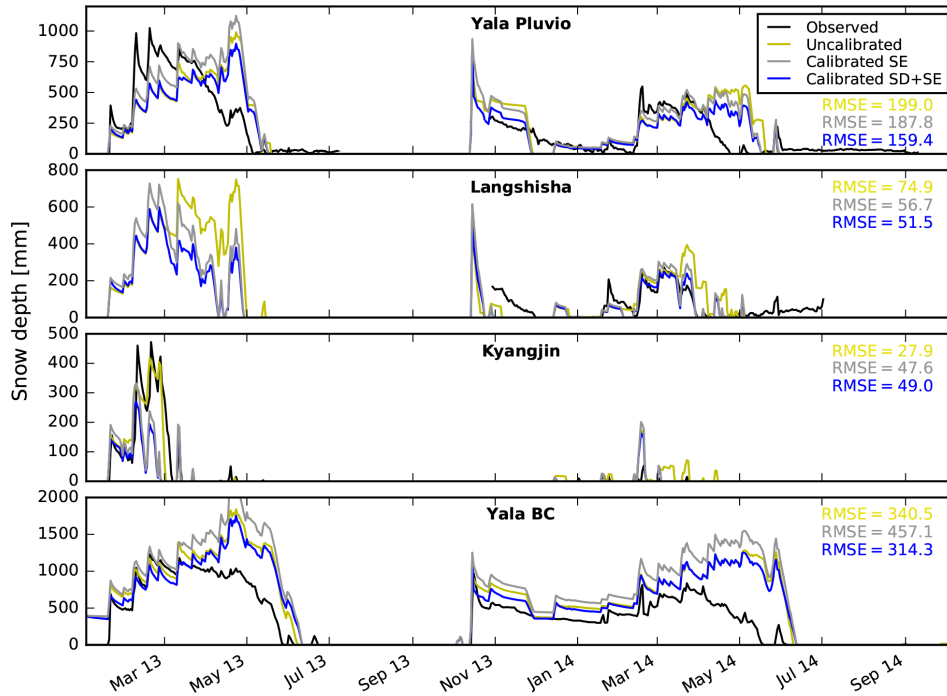 Yala Pluvio
Observed
Uncalibrated
Calibrated SE
Calibrated SD+SE
1000
750
500
250
0
RMSE = 199.0
RMSE = 187.8
RMSE = 159.4
Langshisha
800
600
400
200
0
RMSE = 74.9
RMSE = 56.7
RMSE = 51.5
Snow depth [mm]
Kyangjin
500
400
300
200
100
0
RMSE = 27.9
RMSE = 47.6
RMSE = 49.0
Yala BC
2000
1500
1000
500
0
RMSE = 340.5
RMSE = 457.1
RMSE = 314.3
Mar 13
May 13
Jul 13
Sep 13
Nov 13
Jan 14
Mar 14
May 14
Jul 14
Sep 14